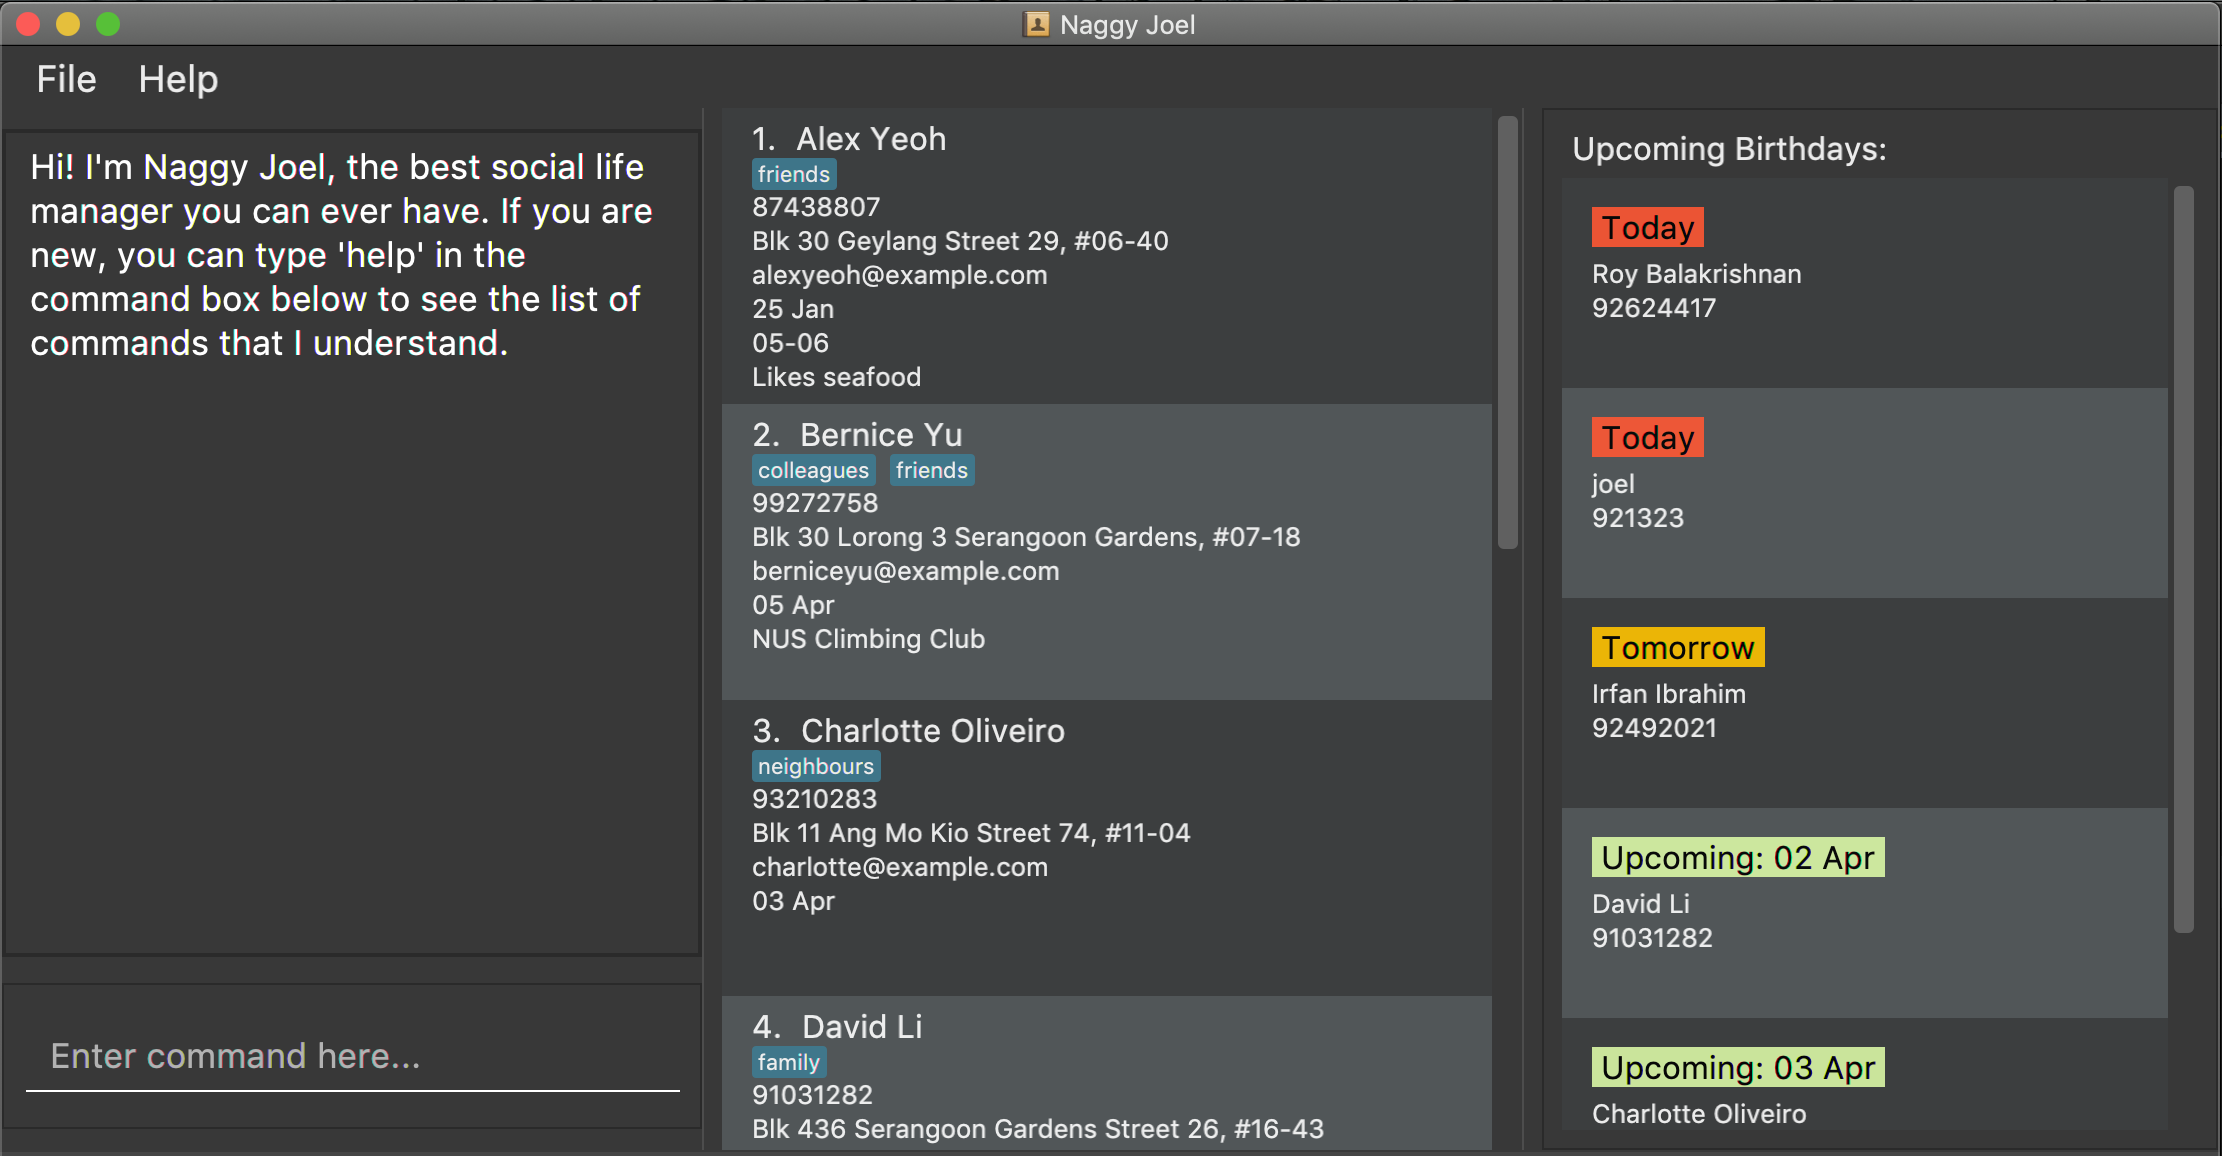 Naggy Joel
File Help
Hi! I'm Naggy Joel, the best social life
manager you can ever have. If you are
new, you can type 'help' in the
command box below to see the list of
commands that I understand.
Enter command here...
1. Alex Yeoh
friends
87438807
Blk 30 Geylang Street 29, #06-40
alexyeoh@example.com
25 Jan
05-06
Likes seafood
2. Bernice Yu
colleagues friends
99272758
Blk 30 Lorong 3 Serangoon Gardens, #07-18
berniceyu@example.com
05 Apr
NUS Climbing Club
3. Charlotte Oliveiro
neighbours
93210283
Blk 11 Ang Mo Kio Street 74, #11-04
charlotte@example.com
03 Apr
4. David Li
family
91031282
Blk 436 Serangoon Gardens Street 26, #16-43
Upcoming Birthdays:
Today
Roy Balakrishnan
92624417
Today
joel
921323
Tomorrow
Irfan Ibrahim
92492021
Upcoming: 02 Apr
David Li
91031282
Upcoming: 03 Apr
Charlotte Oliveiro